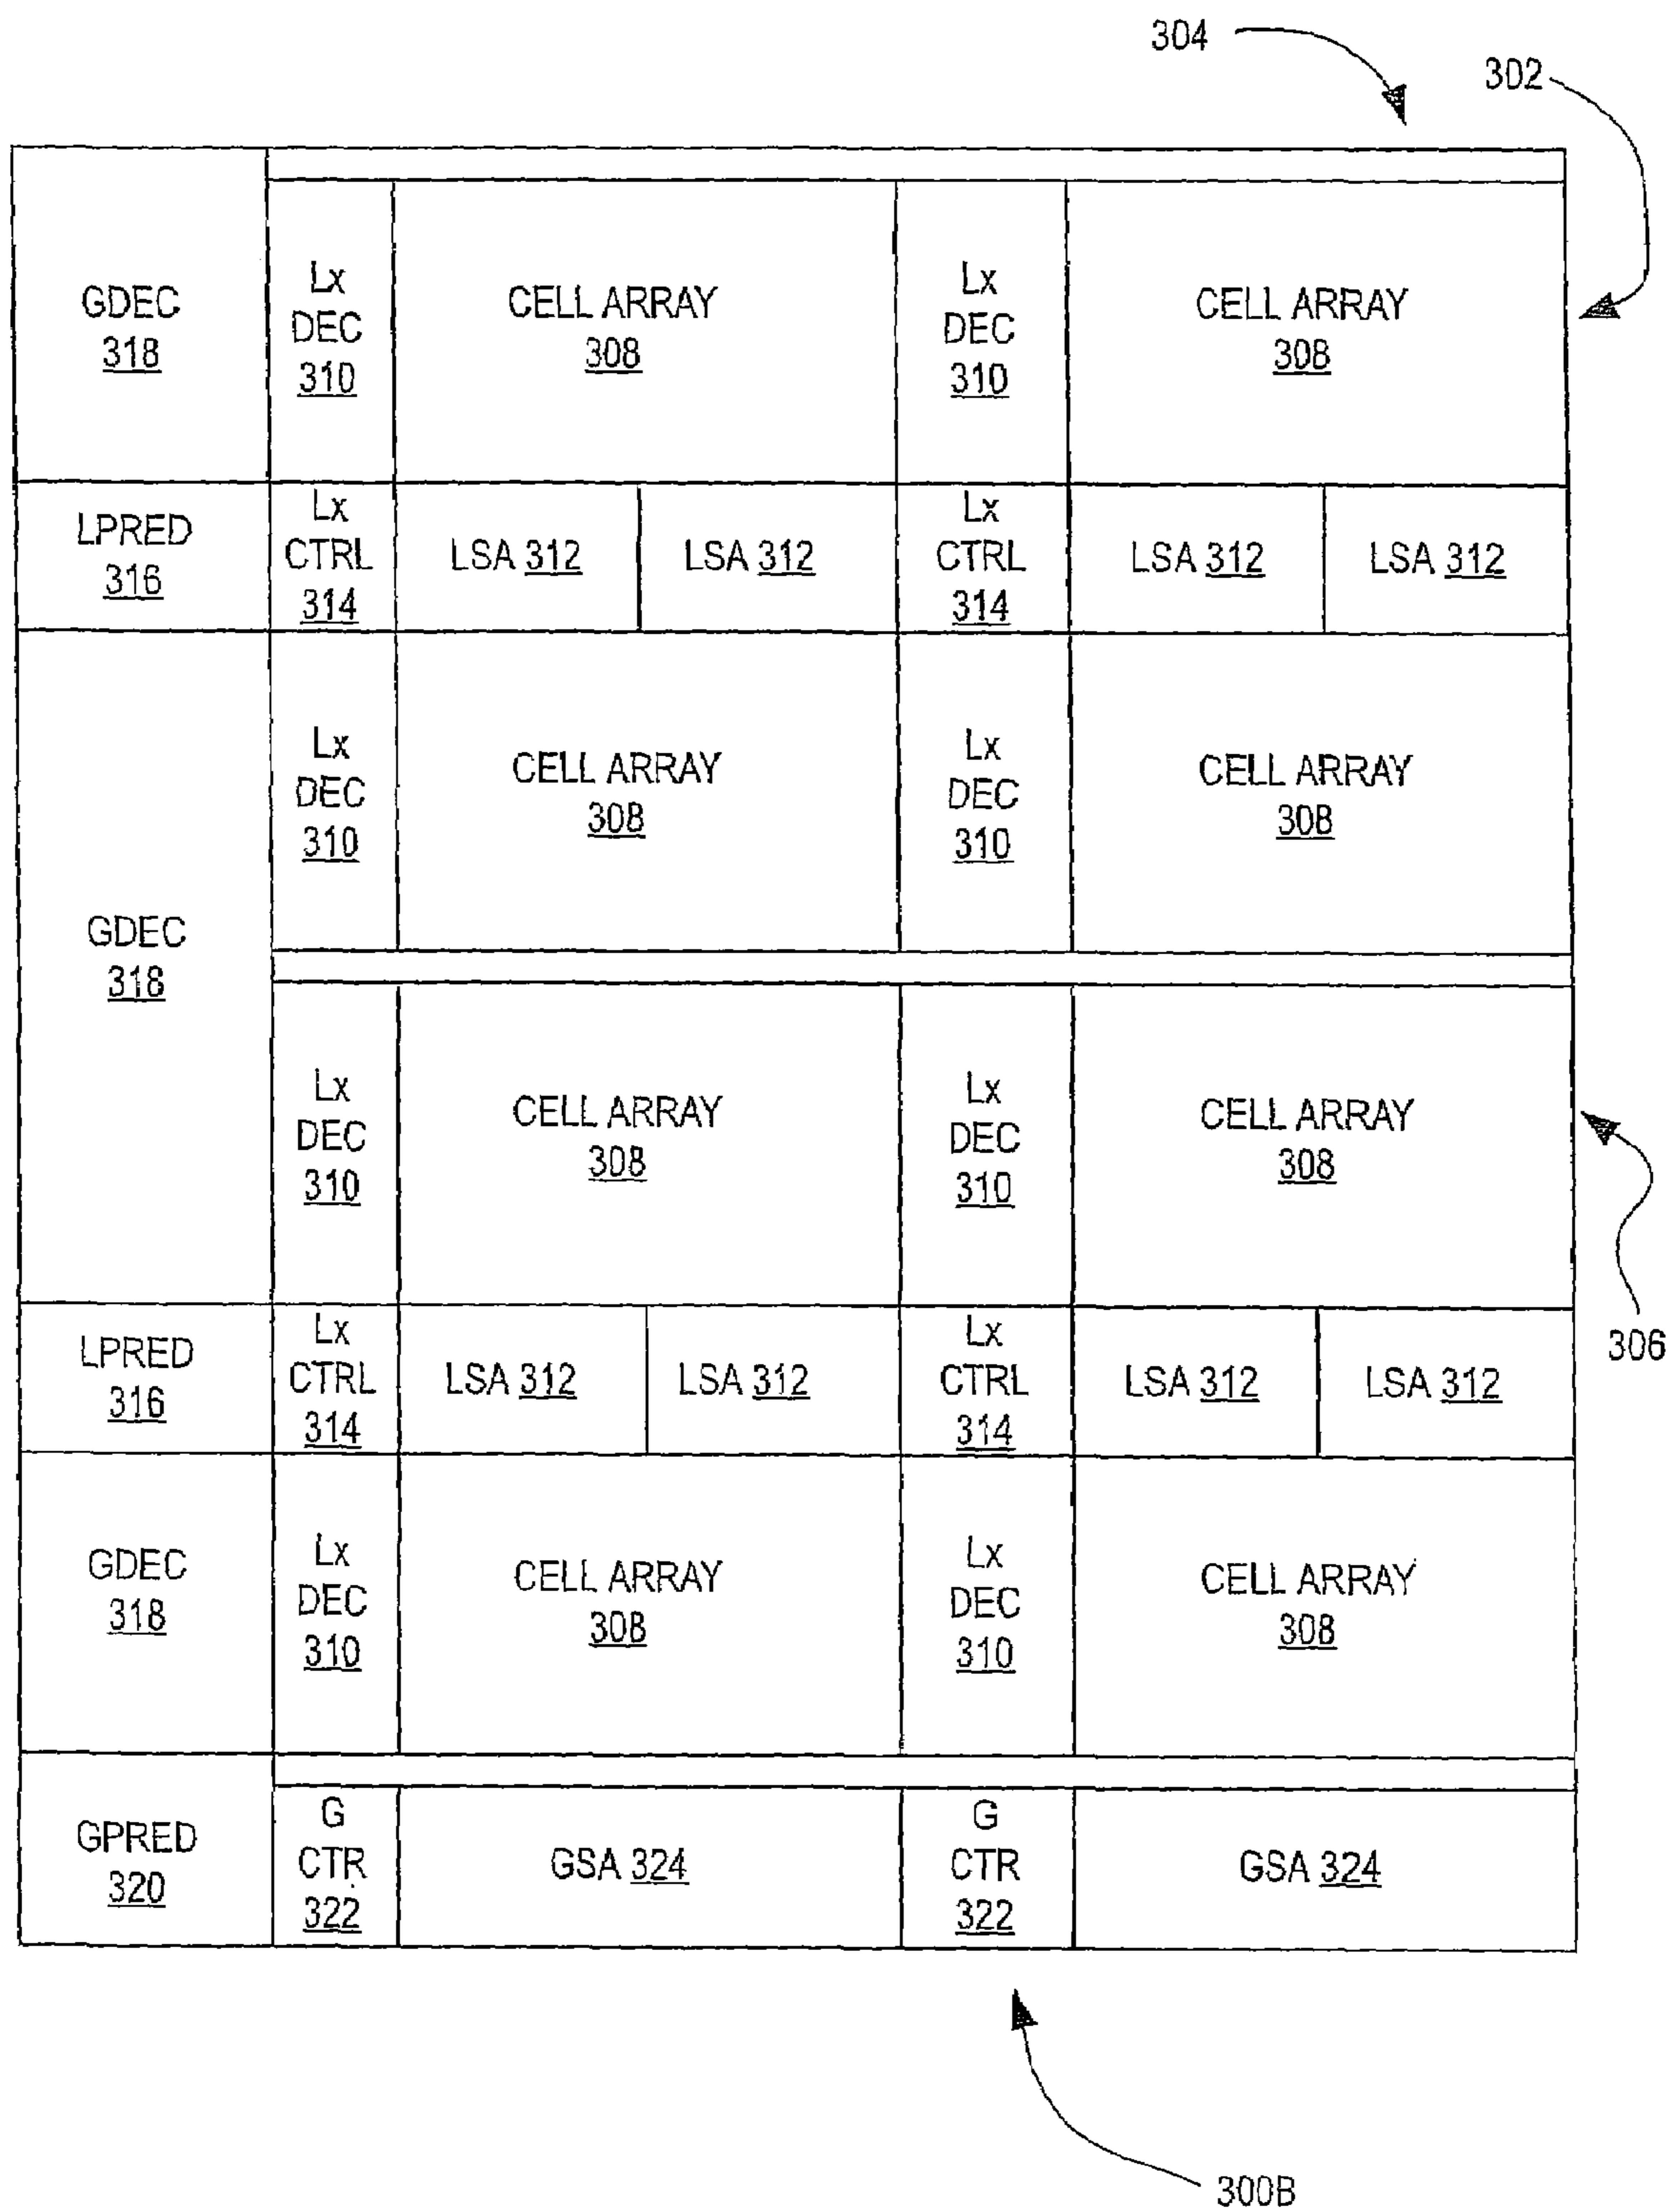 304
302
GDEC
318
Lx
DEC
310
CELL ARRAY
308
Lx
DEC
310
CELL ARRAY
308
LPRED
316
Lx
CTRL
314
LSA 312
LSA 312
Lx
CTRL
314
LSA 312
LSA 312
Lx
DEC
310
CELL ARRAY
308
Lx
DEC
310
CELL ARRAY
308
GDEC
318
Lx
DEC
310
CELL ARRAY
308
Lx
DEC
310
CELL ARRAY
308
306
LPRED
316
Lx
CTRL
314
LSA 312
LSA 312
Lx
CTRL
314
LSA 312
LSA 312
GDEC
318
Lx
DEC
310
CELL ARRAY
308
Lx
DEC
310
CELL ARRAY
308
GPRED
320
G
CTR
322
GSA 324
G
CTR
322
GSA 324
300B